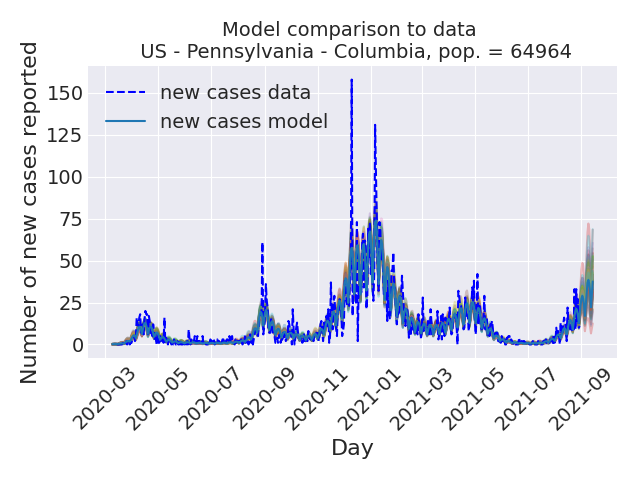 Model comparison to data
US - Pennsylvania - Columbia, pop. = 64964
Number of new cases reported
150
125
100
75
50
25
0
new cases data
new cases model
2020-03
2020-05
2020-07
2020-09
2020-11
2021-01
2021-03
2021-05
2021-07
2021-09
Day